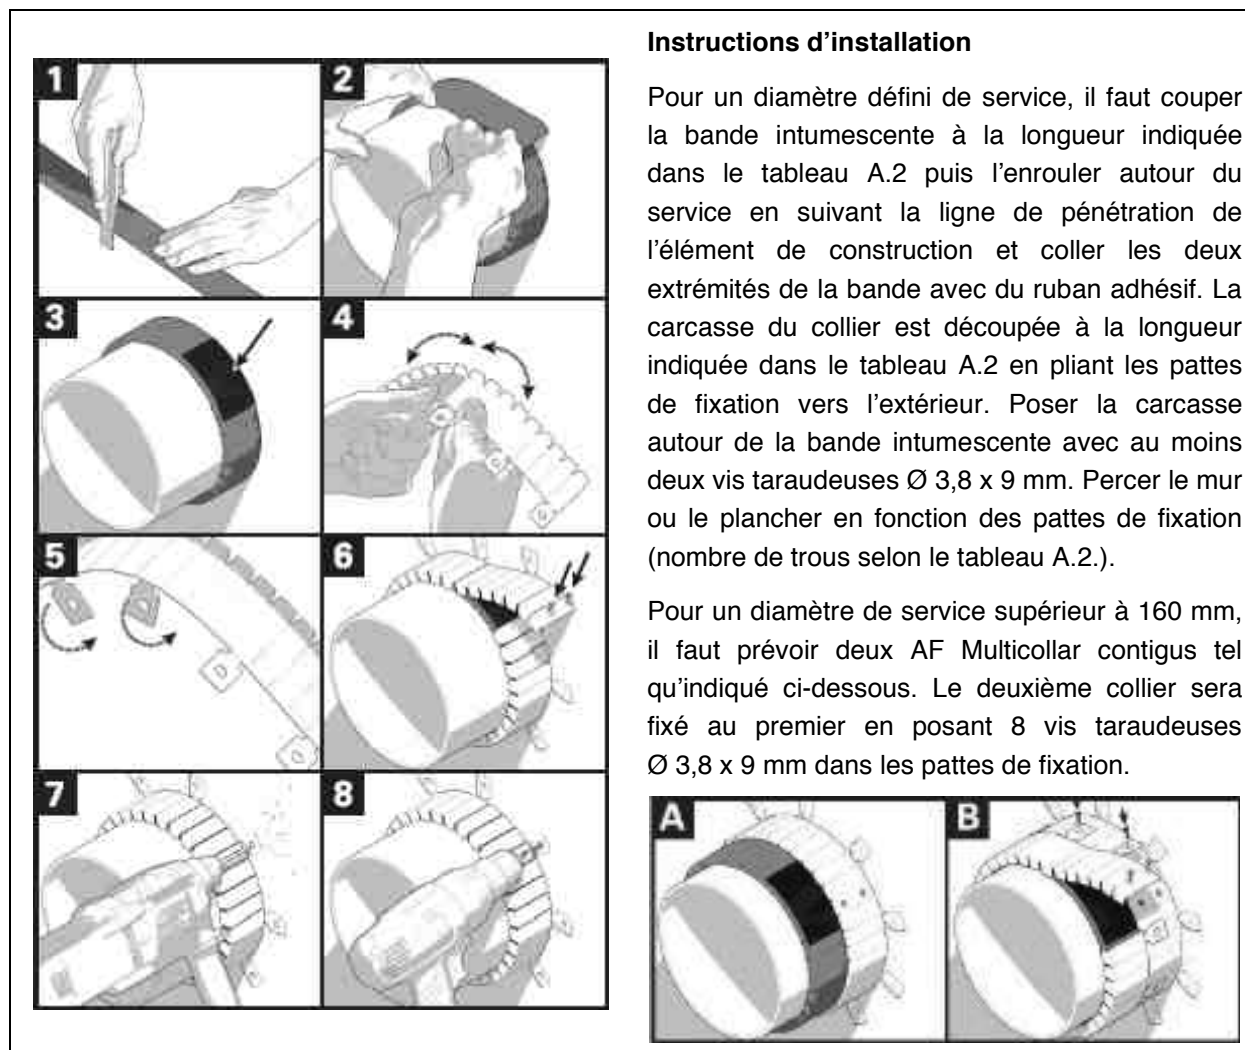 1
2
3
4
5
6
7
8
Instructions d’installation
Pour un diamètre défini de service, il faut couper
la bande intumescente à la longueur indiquée
dans le tableau A.2 puis l’enrouler autour du
service en suivant la ligne de pénétration de
l’élément de construction et coller les deux
extrémités de la bande avec du ruban adhésif. La
carcasse du collier est découpée à la longueur
indiquée dans le tableau A.2 en pliant les pattes
de fixation vers l’extérieur. Poser la carcasse
autour de la bande intumescente avec au moins
deux vis taraudeuses Ø 3,8 x 9 mm. Percer le mur
ou le plancher en fonction des pattes de fixation
(nombre de trous selon le tableau A.2.).
Pour un diamètre de service supérieur à 160 mm,
il faut prévoir deux AF Multicollar contigus tel
qu’indiqué ci-dessous. Le deuxième collier sera
fixé au premier en posant 8 vis taraudeuses
Ø 3,8 x 9 mm dans les pattes de fixation.
A
B